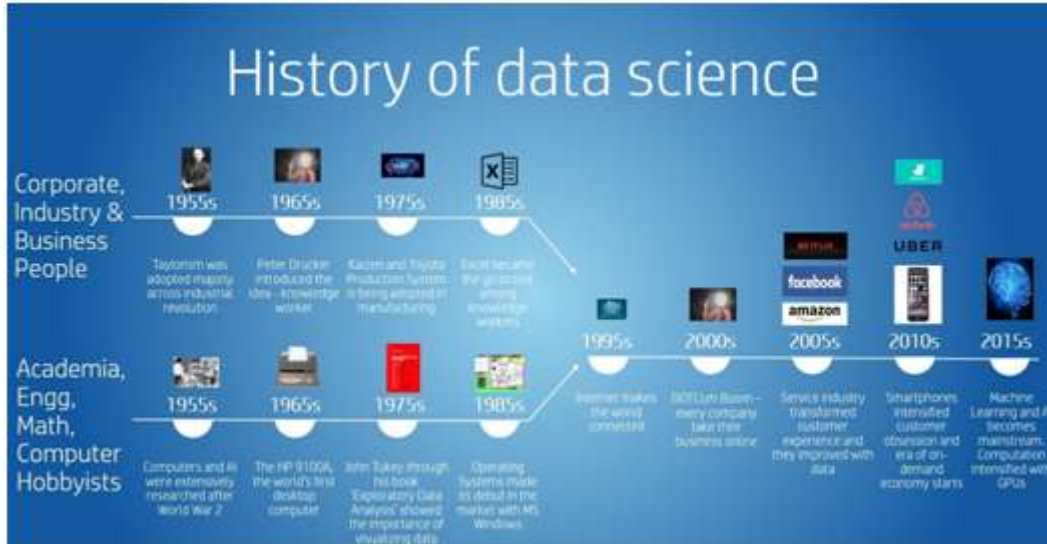 History of data science
Corporate,
Industry &
Business
People
1955s
1965s
1975s
1985s
Taylorism was
adopted majorly
across industrial
revolution
Peter Drucker
introduced the
idea - knowledge
worker
Kaizen and Toyota
Production System
is being adopted in
manufacturing
Excel became
the go to tool
among
knowledge
workers
Academia,
Engg,
Math,
Computer
Hobbyists
1955s
1965s
1975s
1985s
Computers and AI
were extensively
researched after
World War 2
The HP 9100A,
the world's first
desktop
computer
John Tukey through
his book
'Exploratory Data
Analysis' showed
the importance of
visualizing data
Operating
Systems made
its debut in the
market with MS
Windows
1995s
Internet makes
the world
connected
2000s
DOTCom Boom -
every company
take their
business online
NETFLIX
facebook
amazon
2005s
Service industry
transformed
customer
experience and
they improved with
data
airbnb
UBER
2010s
Smartphones
intensified
customer
obsession and
era of on-
demand
economy starts
2015s
Machine
Learning and AI
becomes
mainstream.
Computation
intensified with
GPUs